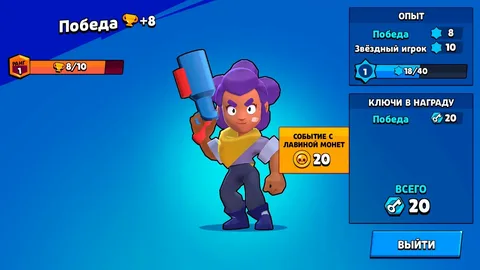 Победа +8
РАНГ
1
8/10
ОПЫТ
Победа 8
Звёздный игрок 10
1 18/40
КЛЮЧИ В НАГРАДУ
Победа 20
СОБЫТИЕ С
ЛАВИНОЙ МОНЕТ
20
ВСЕГО
20
ВЫЙТИ